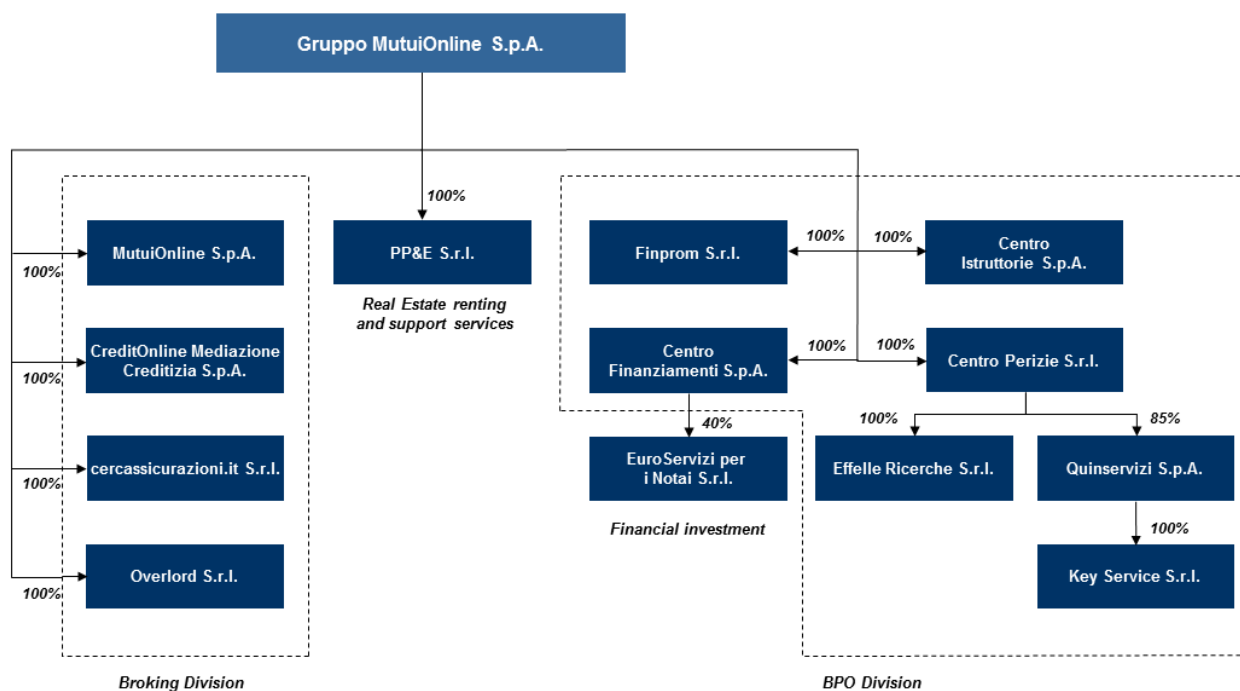 Gruppo MutuiOnline S.p.A.
100%
MutuiOnline S.p.A.
100%
PP&E S.r.l.
Real Estate renting
and support services
Finprom S.r.l.
100%
100%
Centro
Istruttorie S.p.A.
CreditOnline Mediazione
Creditizia S.p.A.
100%
Centro
Finanziamenti S.p.A.
100%
100%
Centro Perizie S.r.l.
40%
100%
85%
cercassicurazioni.it S.r.l.
100%
EuroServizi per
i Notai S.r.l.
Financial investment
Effelle Ricerche S.r.l.
Quinservizi S.p.A.
100%
Overlord S.r.l.
100%
Key Service S.r.l.
Broking Division
BPO Division